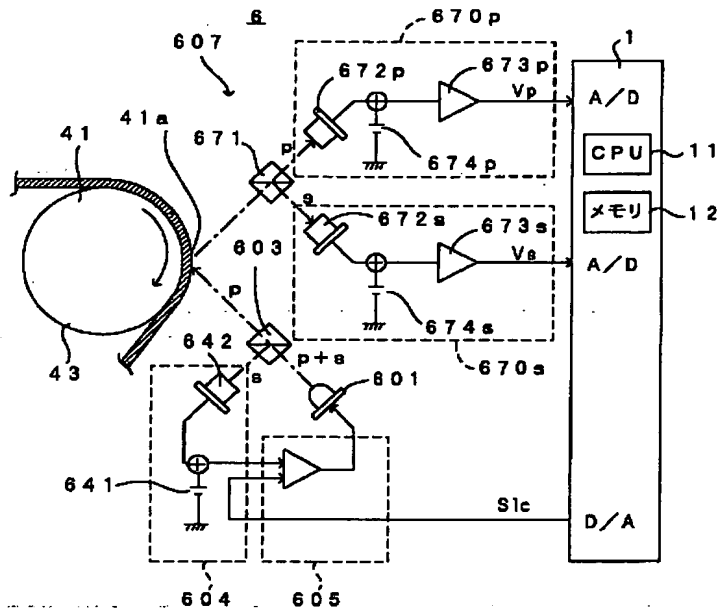 6
607
670p
1
672p
673p
Vp
A/D
41
41a
671
p
674p
CPU
11
s
672s
673s
メモリ
12
603
Vs
A/D
p
674s
43
642
s
p+s
601
670s
641
Slc
D/A
604
605